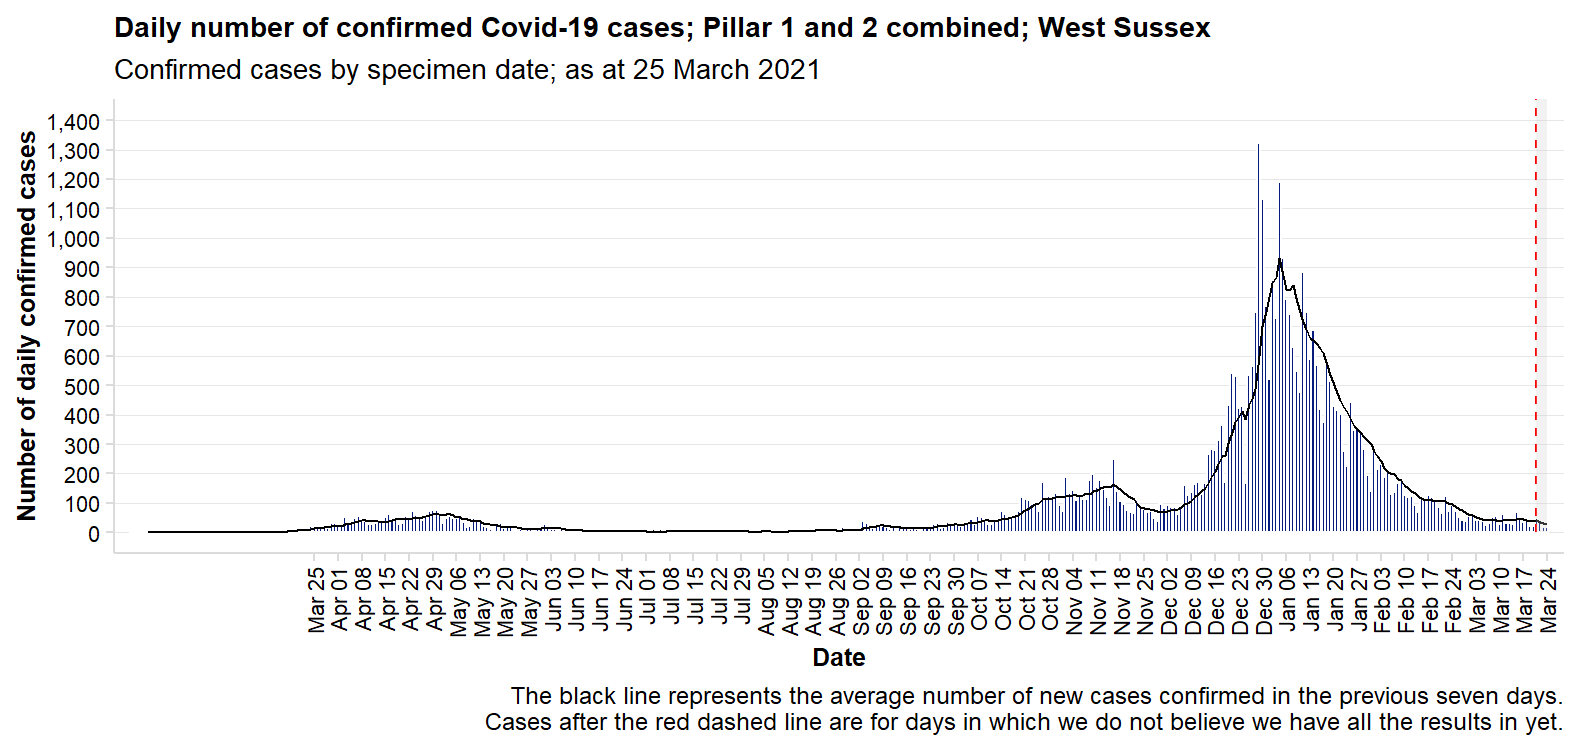 Daily number of confirmed Covid-19 cases; Pillar 1 and 2 combined; West Sussex
Confirmed cases by specimen date; as at 25 March 2021
Number of daily confirmed cases
1,400
1,300
1,200
1,100
1,000
900
800
700
600
500
400
300
200
100
0
Mar 25
Apr 01
Apr 08
Apr 15
Apr 22
Apr 29
May 06
May 13
May 20
May 27
Jun 03
Jun 10
Jun 17
Jun 24
Jul 01
Jul 08
Jul 15
Jul 22
Jul 29
Aug 05
Aug 12
Aug 19
Aug 26
Sep 02
Sep 09
Sep 16
Sep 23
Sep 30
Oct 07
Oct 14
Oct 21
Oct 28
Nov 04
Nov 11
Nov 18
Nov 25
Dec 02
Dec 09
Dec 16
Dec 23
Dec 30
Jan 06
Jan 13
Jan 20
Jan 27
Feb 03
Feb 10
Feb 17
Feb 24
Mar 03
Mar 10
Mar 17
Mar 24
Date
The black line represents the average number of new cases confirmed in the previous seven days.
Cases after the red dashed line are for days in which we do not believe we have all the results in yet.